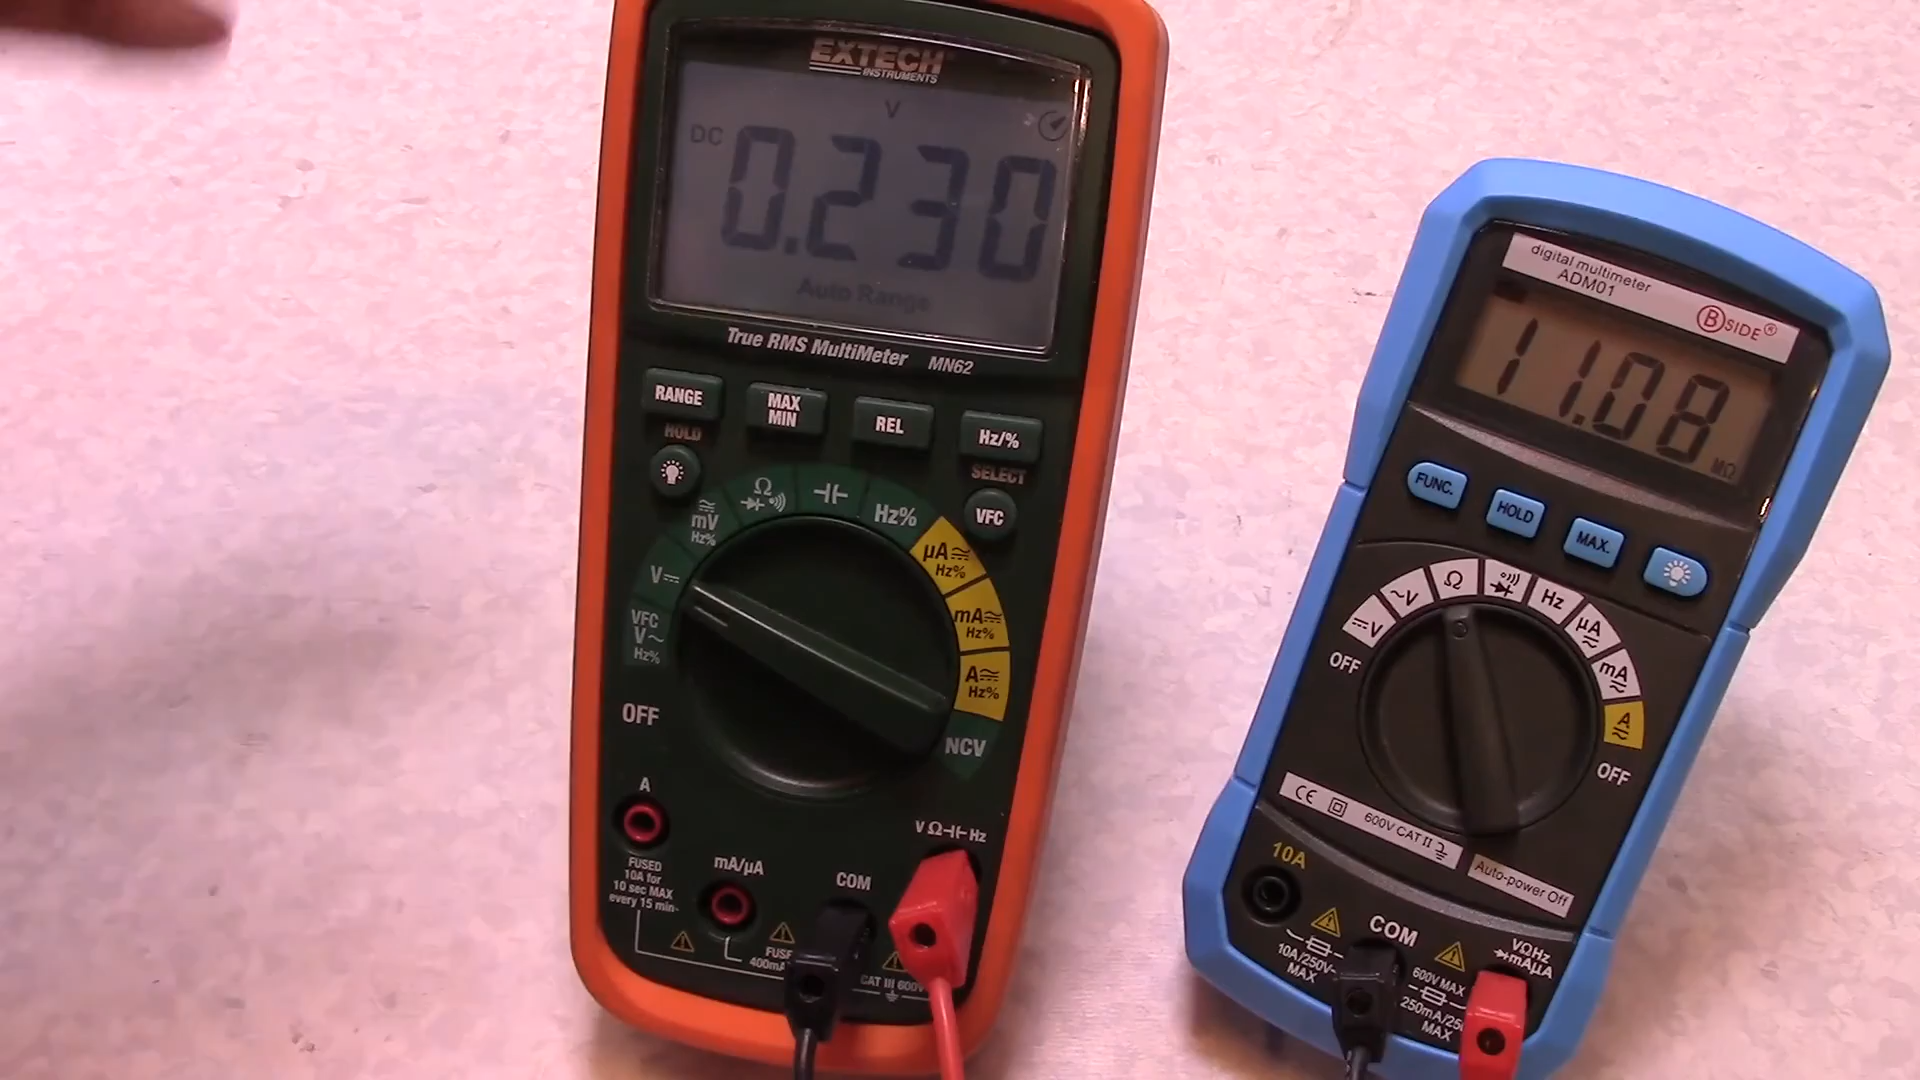 EXTECH
INSTRUMENTS
V
DC 0.230
Auto Range
True RMS MultiMeter MN62
RANGE
MAX
MIN
REL
Hz/%
HOLD
SELECT
VFC
Ω
Hz%
mV
Hz%
V
VFC
V~
Hz%
OFF
µA
Hz%
mA
Hz%
A
Hz%
NCV
A
FUSED
10A for
10 sec MAX
every 15 min
mA/µA
COM
V Ω Hz
CAT III 600V
digital multimeter
ADM01
BSIDE®
11.08
MΩ
FUNC.
HOLD
MAX.
OFF
V
~V
Ω
Hz
µA
mA
A
OFF
CE
600V CAT II
Auto-power Off
10A
COM
VΩHz
mAµA
10A/250V
MAX
600V MAX
MAX